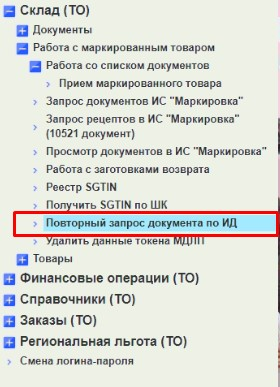 Склад (ТО)
Документы
Работа с маркированным товаром
Работа со списком документов
Прием маркированного товара
Запрос документов в ИС "Маркировка"
Запрос рецептов в ИС "Маркировка"
(10521 документ)
Просмотр документов в ИС "Маркировка"
Работа с заготовками возврата
Реестр SGTIN
Получить SGTIN по ШК
Повторный запрос документа по ИД
Удалить данные токена МДЛП
Товары
Финансовые операции (ТО)
Справочники (ТО)
Заказы (ТО)
Региональная льгота (ТО)
Смена логина-пароля